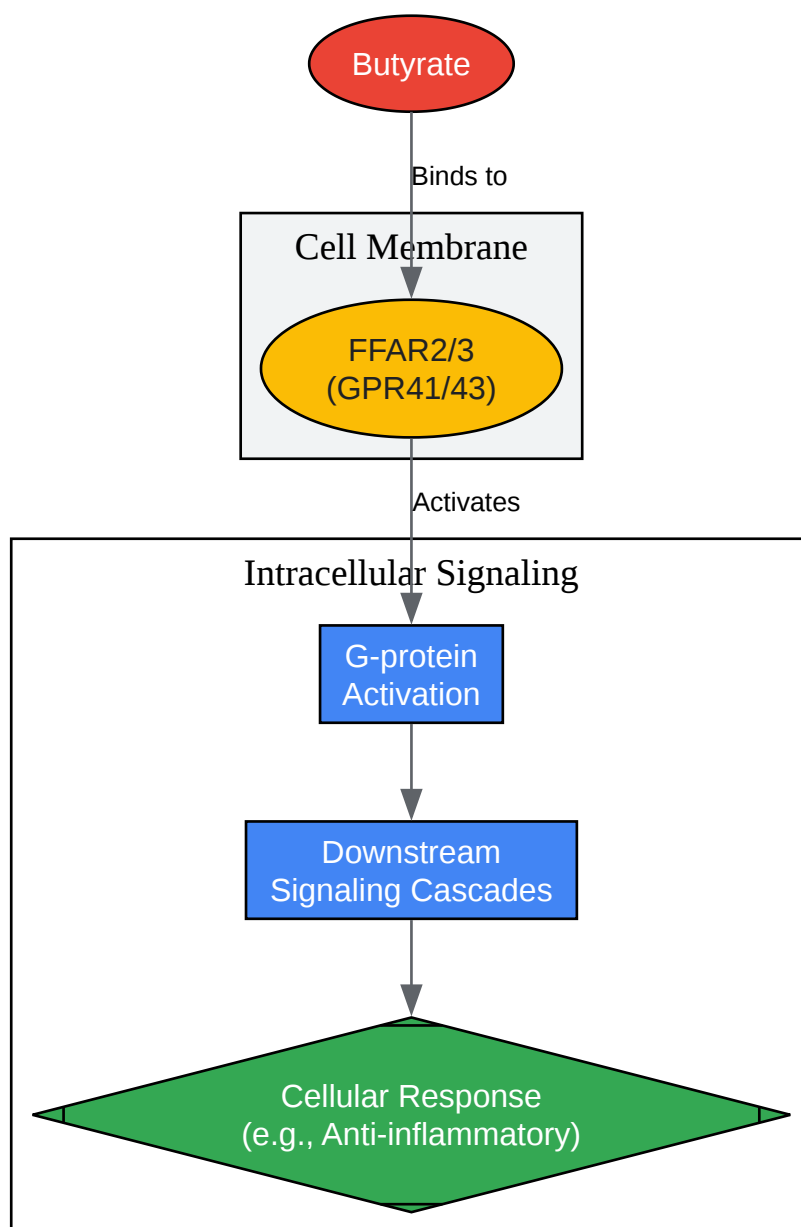 Butyrate
Binds to
Cell Membrane
FFAR2/3
(GPR41/43)
Activates
Intracellular Signaling
G-protein
Activation
Downstream
Signaling Cascades
Cellular Response
(e.g., Anti-inflammatory)